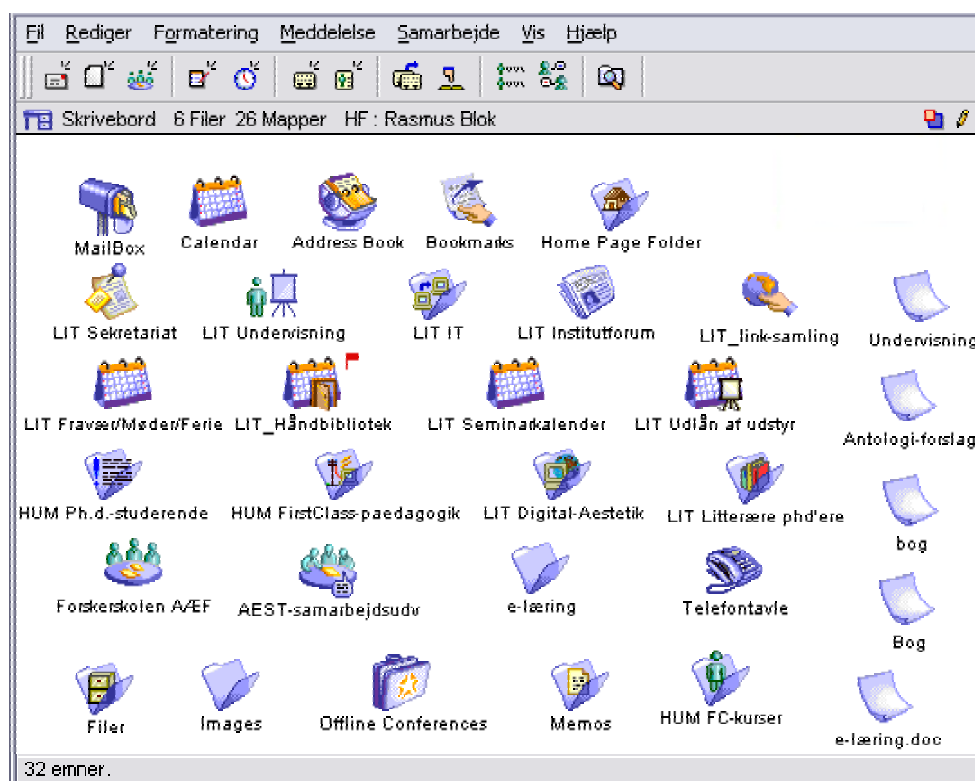 Fil Rediger Formatering Meddelelse Samarbejde Vis Hjælp
Skrivebord 6 Filer 26 Mapper HF : Rasmus Blok
MailBox Calendar Address Book Bookmarks Home Page Folder
LIT Sekretariat LIT Undervisning LIT IT LIT Institutforum LIT_link-samling Undervisning
LIT Fravær/Møder/Ferie LIT_Håndbibliotek LIT Seminarkalender LIT Udlån af udstyr Antologi-forslag
HUM Ph.d.-studerende HUM FirstClass-paedagogik LIT Digital-Aestetik LIT Litterære phd'ere bog
Forskerskolen A/ÆF AEST-samarbejdsudv e-læring Telefontavle Bog
Filer Images Offline Conferences Memos HUM FC-kurser e-læring.doc
32 emner.